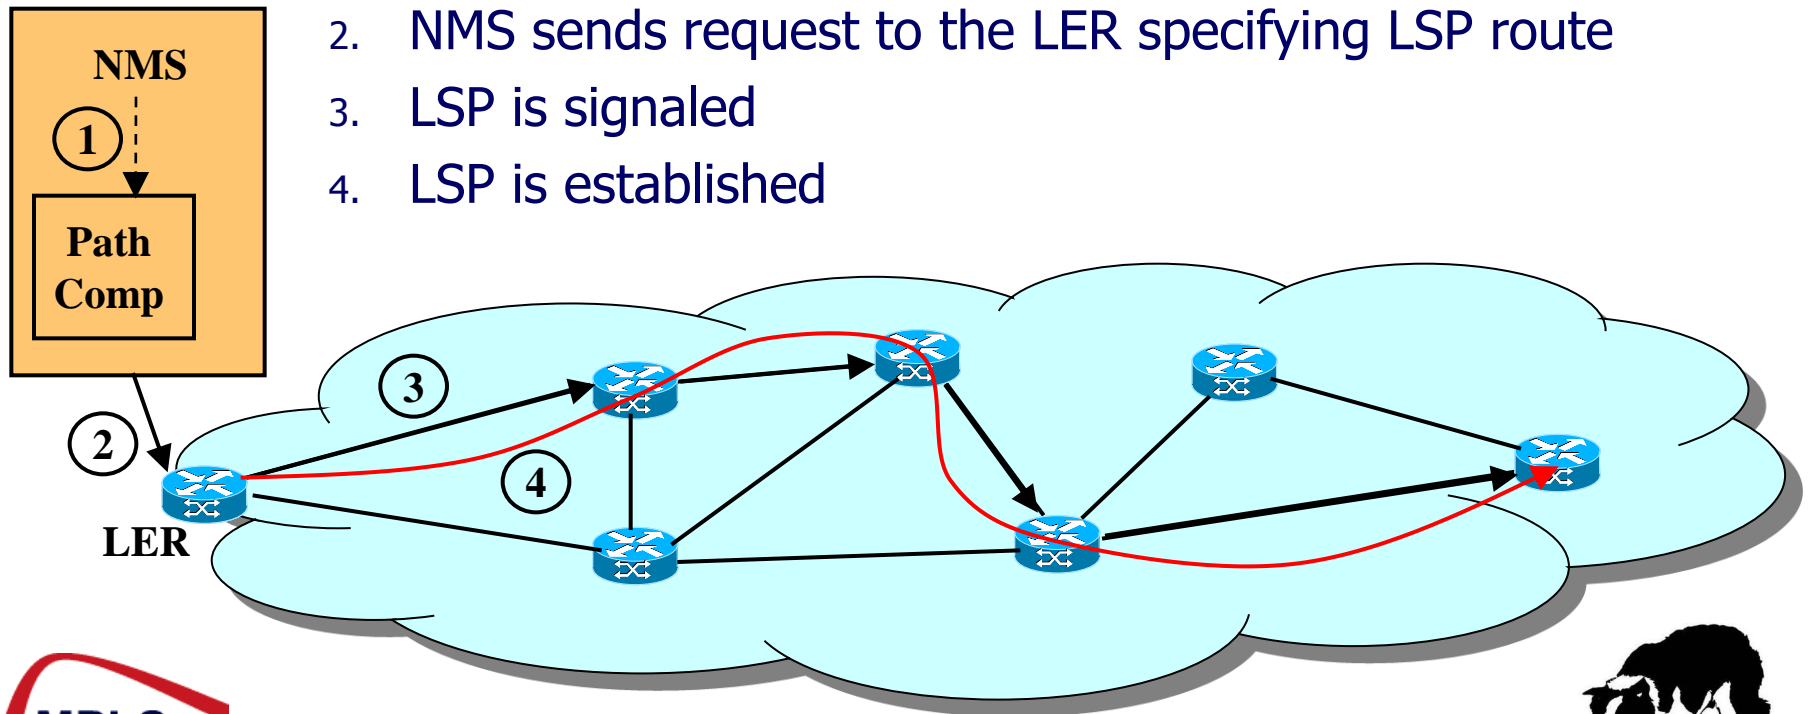 NMS
1
Path
Comp
2. NMS sends request to the LER specifying LSP route
3. LSP is signaled
4. LSP is established
3
2
4
LER